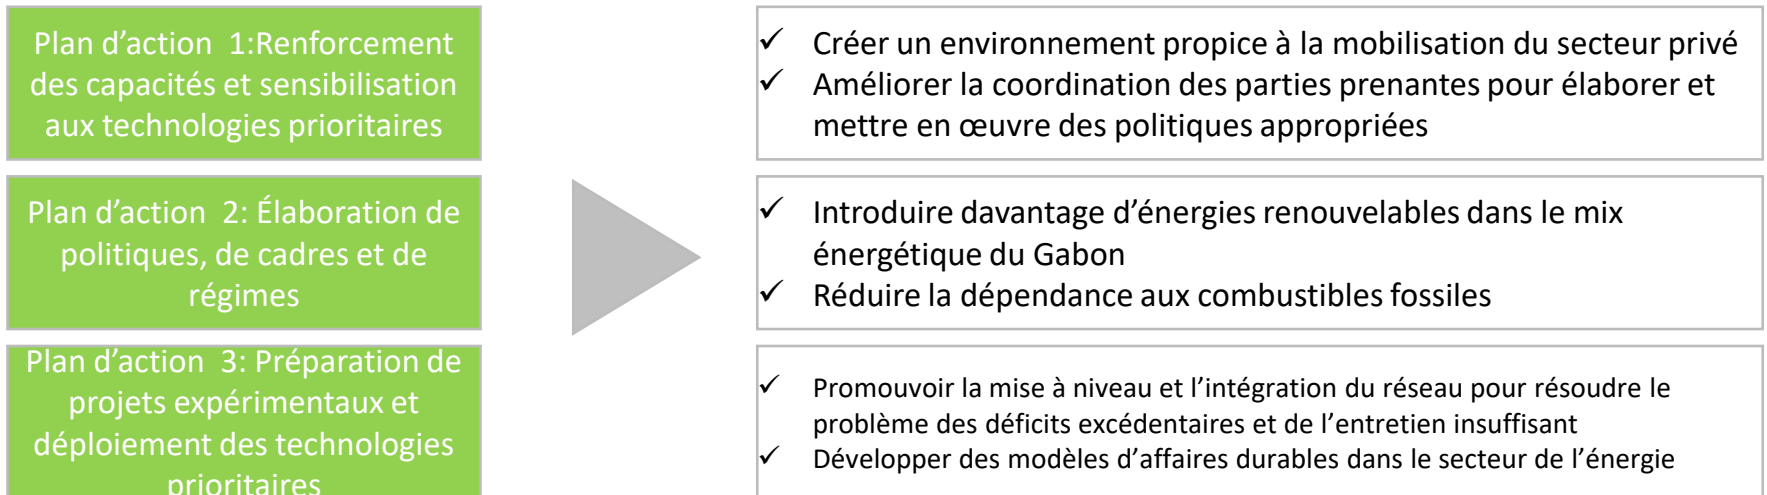 Plan d’action  1:Renforcement
des capacités et sensibilisation
aux technologies prioritaires
✓ Créer un environnement propice à la mobilisation du secteur privé
✓ Améliorer la coordination des parties prenantes pour élaborer et
mettre en œuvre des politiques appropriées
Plan d’action  2: Élaboration de
politiques, de cadres et de
régimes
✓ Introduire davantage d’énergies renouvelables dans le mix
énergétique du Gabon
✓ Réduire la dépendance aux combustibles fossiles
Plan d’action  3: Préparation de
projets expérimentaux et
déploiement des technologies
prioritaires
✓ Promouvoir la mise à niveau et l’intégration du réseau pour résoudre le
problème des déficits excédentaires et de l’entretien insuffisant
✓ Développer des modèles d’affaires durables dans le secteur de l’énergie